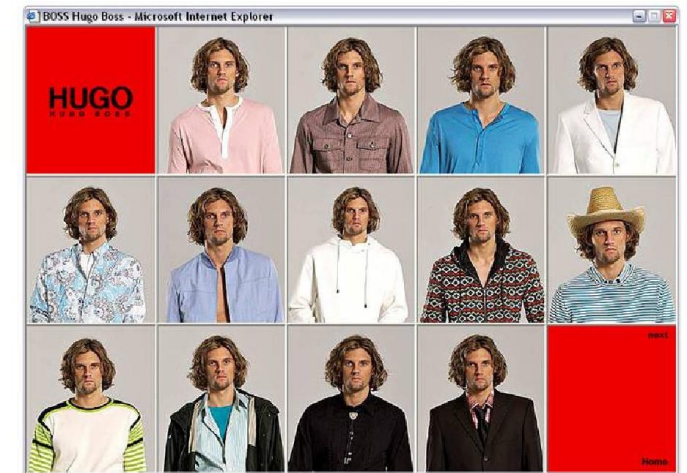 BOSS Hugo Boss - Microsoft Internet Explorer
HUGO
HUGO BOSS
next
Home